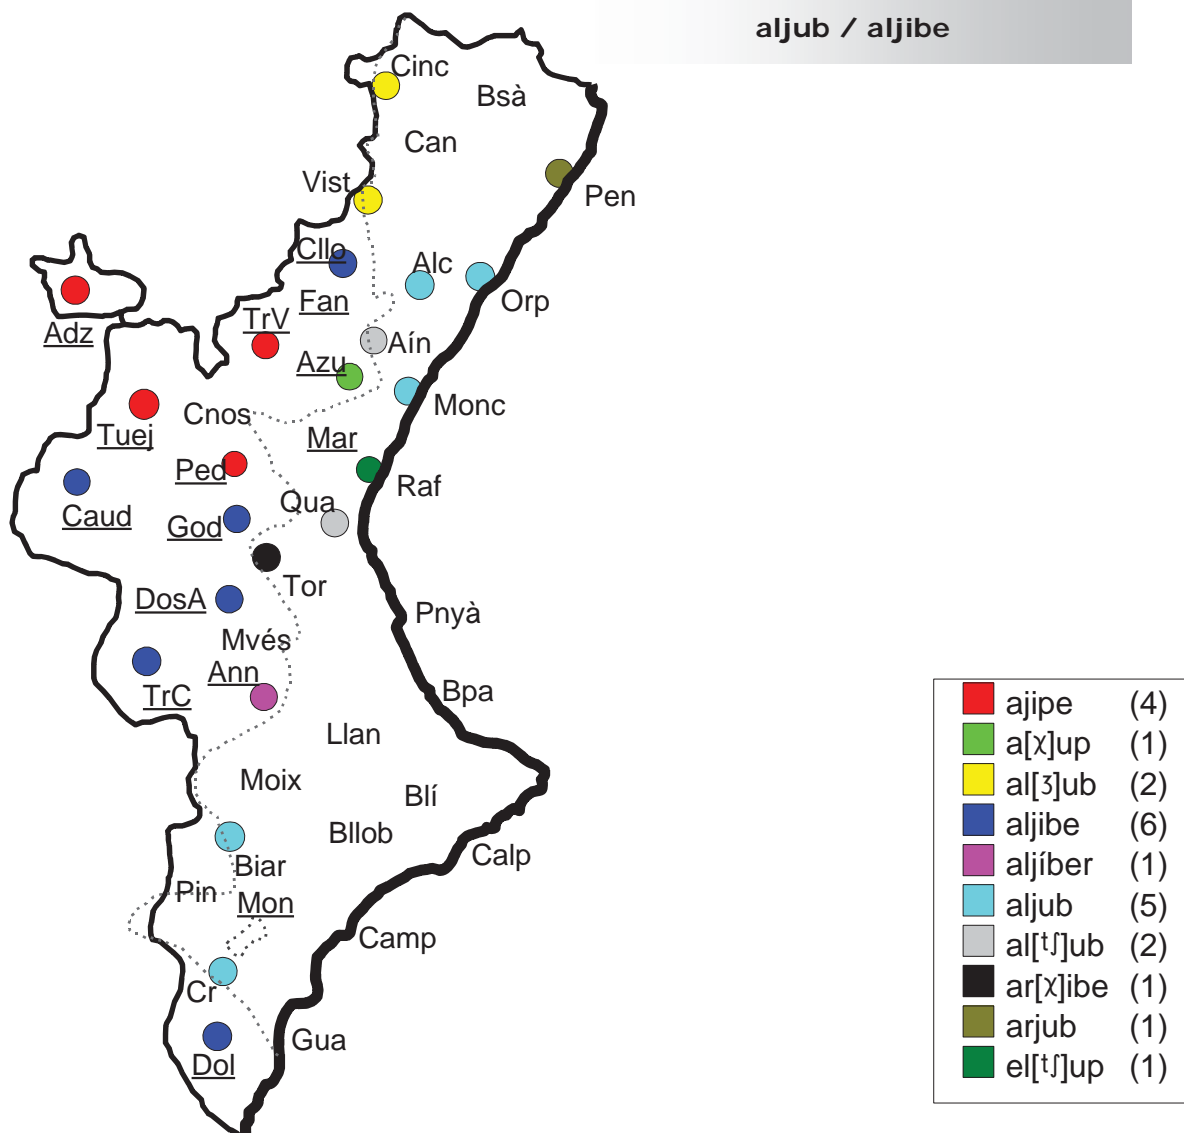 aljub / aljibe
Cinc
Bsà
Can
Vist
Pen
Cllo
Alc
Fan
Orp
TrV
Adz
Aín
Azu
Monc
Cnos
Tuej
Mar
Ped
Raf
Qua
Caud
God
Tor
DosA
Pnyà
Mvés
Ann
TrC
Bpa
Llan
Moix
Blí
Bllob
Calp
Biar
Pin
Mon
Camp
Cr
Gua
Dol
ajipe (4)
a[χ]up (1)
al[ʒ]ub (2)
aljibe (6)
aljíber (1)
aljub (5)
al[tʃ]ub (2)
ar[χ]ibe (1)
arjub (1)
el[tʃ]up (1)